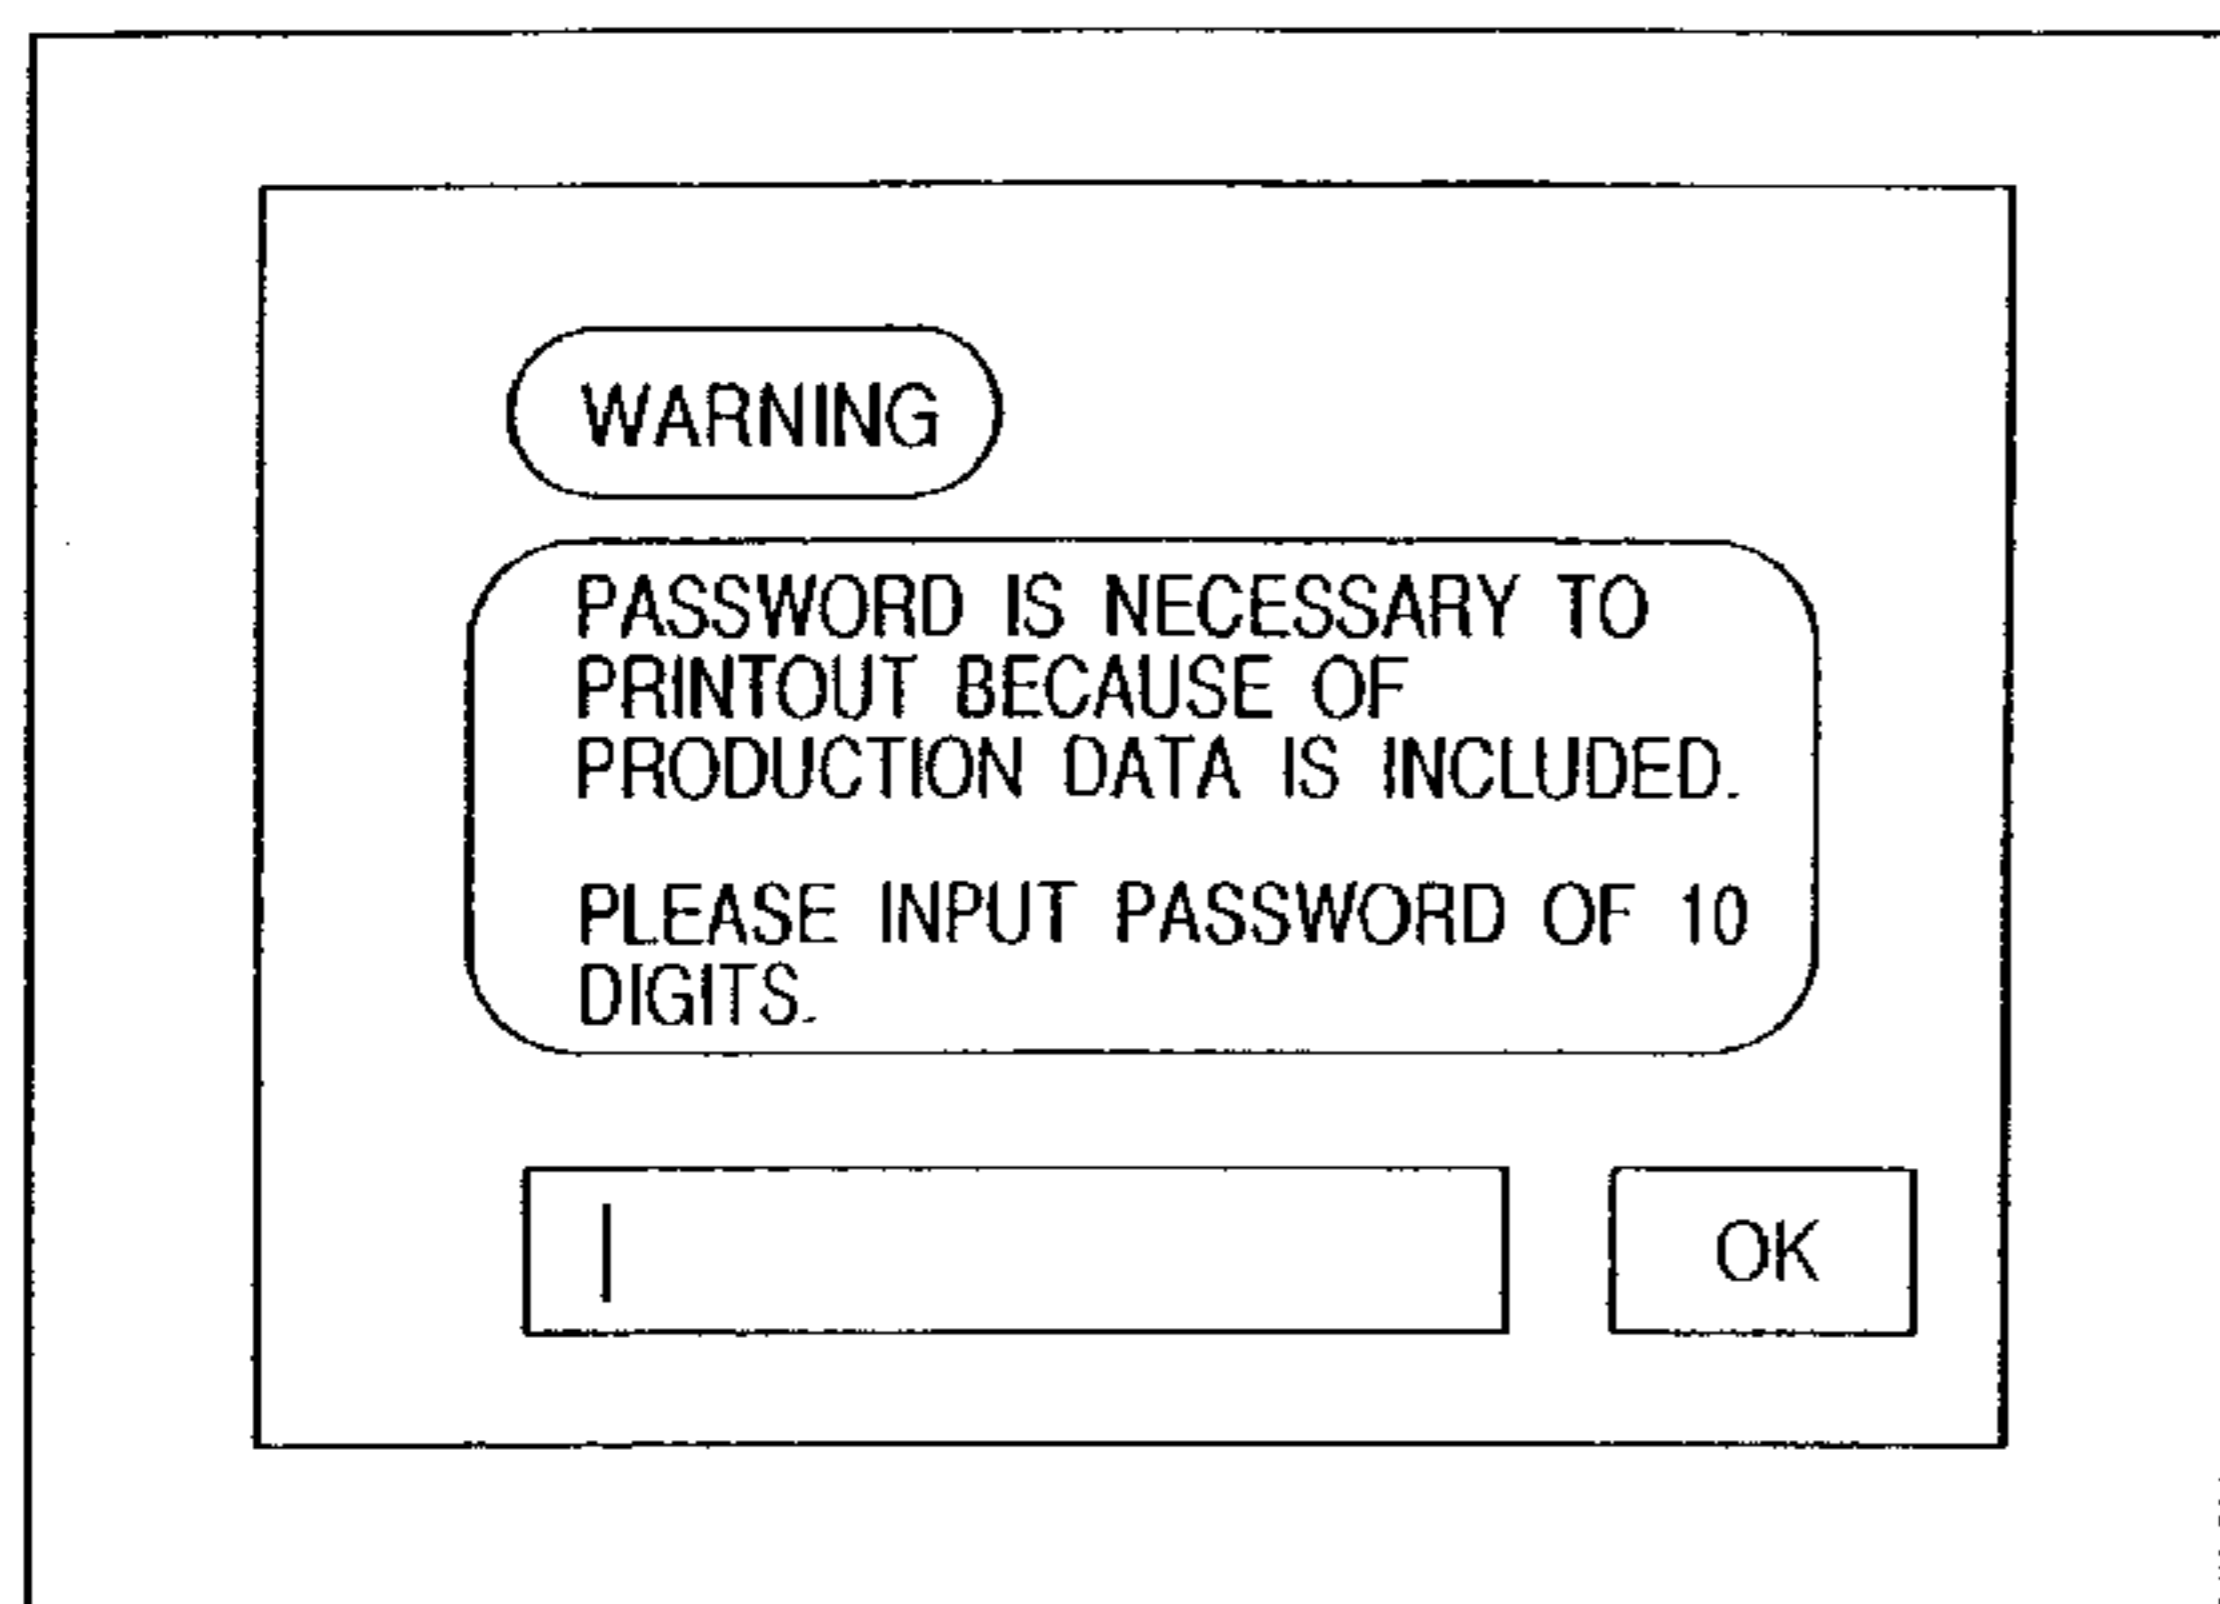 WARNING
PASSWORD IS NECESSARY TO
PRINTOUT BECAUSE OF
PRODUCTION DATA IS INCLUDED.
PLEASE INPUT PASSWORD OF 10
DIGITS.
OK